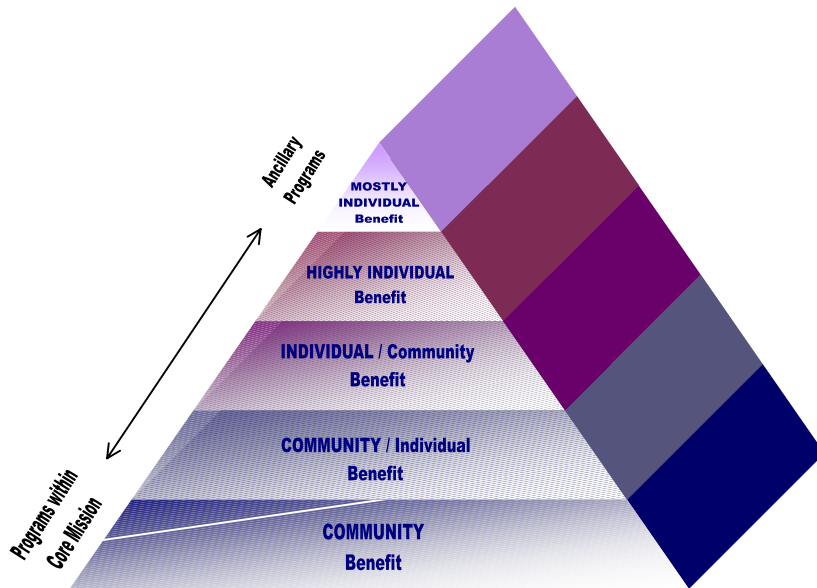 Ancillary
Programs
MOSTLY
INDIVIDUAL
Benefit
HIGHLY INDIVIDUAL
Benefit
INDIVIDUAL / Community
Benefit
COMMUNITY / Individual
Benefit
Programs within
Core Mission
COMMUNITY
Benefit